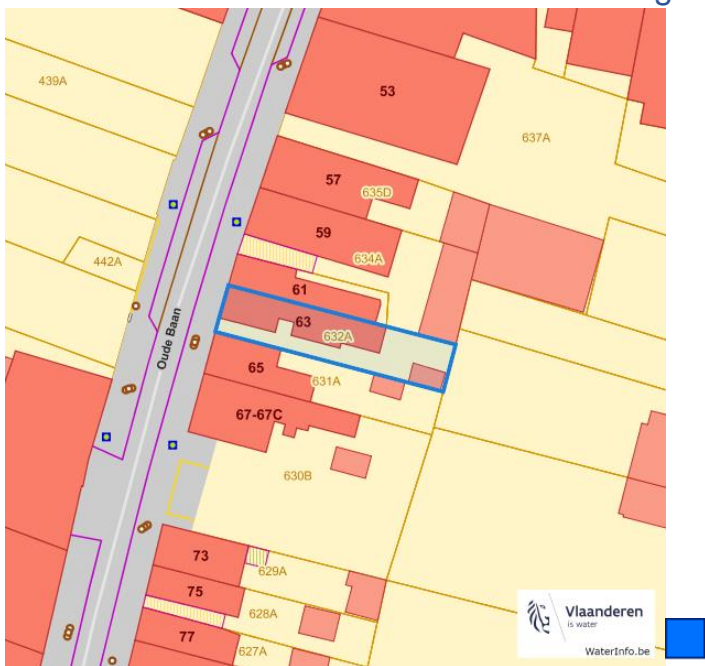 439A
53
637A
57
635D
59
634A
442A
61
63
632A
Oude Baan
65
631A
67-67C
630B
73
629A
75
628A
77
627A
Vlaanderen
is water
WaterInfo.be